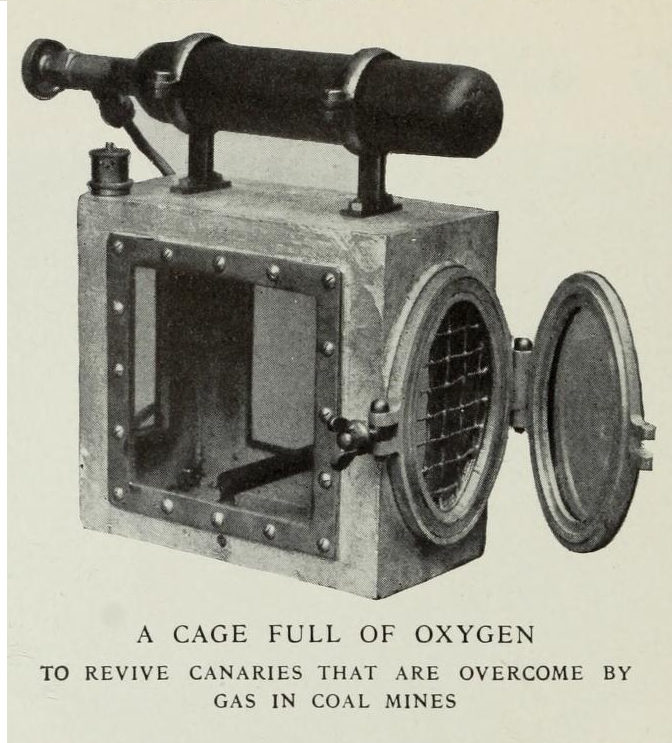 A CAGE FULL OF OXYGEN
TO REVIVE CANARIES THAT ARE OVERCOME BY
GAS IN COAL MINES